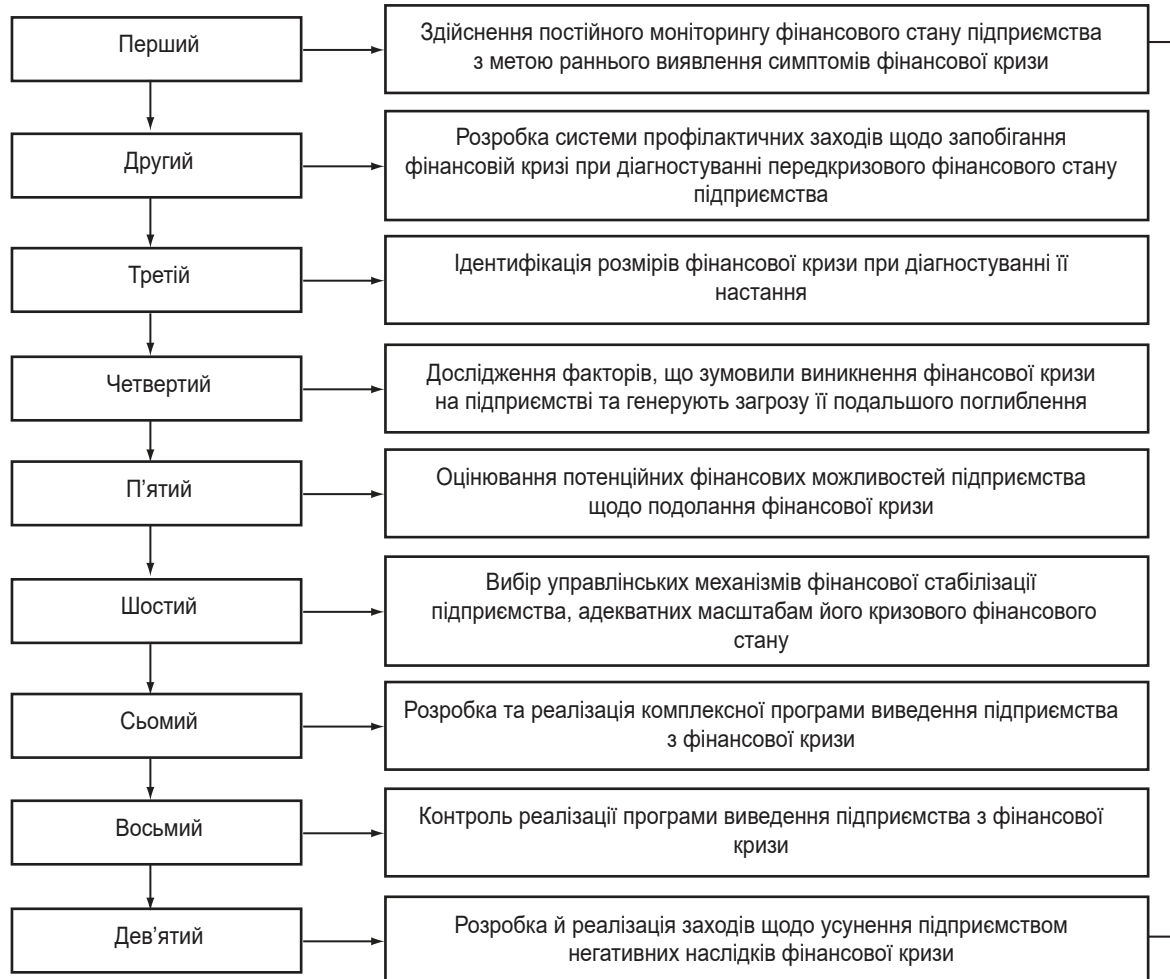 Перший
Здійснення постійного моніторингу фінансового стану підприємства
з метою раннього виявлення симптомів фінансової кризи
Другий
Розробка системи профілактичних заходів щодо запобігання
фінансовій кризі при діагностуванні передкризового фінансового стану
підприємства
Третій
Ідентифікація розмірів фінансової кризи при діагностуванні її
настання
Четвертий
Дослідження факторів, що зумовили виникнення фінансової кризи
на підприємстві та генерують загрозу її подальшого поглиблення
П’ятий
Оцінювання потенційних фінансових можливостей підприємства
щодо подолання фінансової кризи
Шостий
Вибір управлінських механізмів фінансової стабілізації
підприємства, адекватних масштабам його кризового фінансового
стану
Сьомий
Розробка та реалізація комплексної програми виведення підприємства
з фінансової кризи
Восьмий
Контроль реалізації програми виведення підприємства з фінансової
кризи
Дев’ятий
Розробка й реалізація заходів щодо усунення підприємством
негативних наслідків фінансової кризи